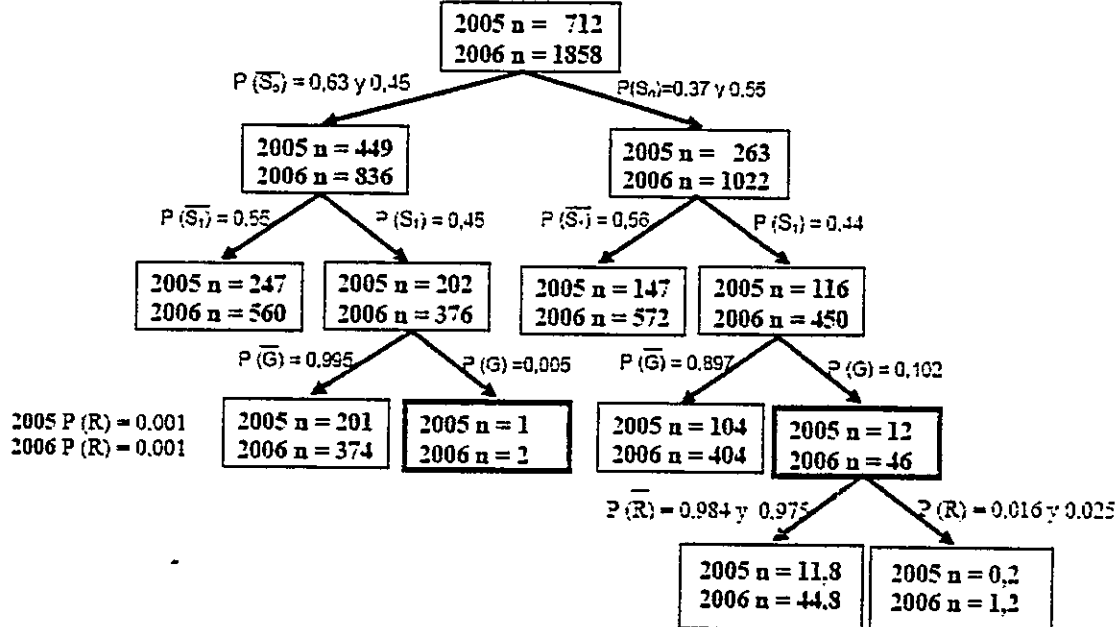 2005 n = 712
2006 n = 1858
P (S₀) = 0,63 y 0,45
P(Sₒ)=0.37 y 0.55
2005 n = 449
2006 n = 836
2005 n = 263
2006 n = 1022
P (S₁) = 0,55
P (S₁) = 0,45
P (S₁) = 0,56
P (S₁) = 0,44
2005 n = 247
2006 n = 560
2005 n = 202
2006 n = 376
2005 n = 147
2006 n = 572
2005 n = 116
2006 n = 450
P (G̅) = 0,995
P (G) =0,005
P (G̅) = 0,897
P (G) = 0,102
2005 P (R) = 0.001
2006 P (R) = 0.001
2005 n = 201
2006 n = 374
2005 n = 1
2006 n = 2
2005 n = 104
2006 n = 404
2005 n = 12
2006 n = 46
P (R̅) = 0.984 y 0.975
P (R) = 0.016 y 0.025
2005 n = 11.8
2006 n = 44.8
2005 n = 0,2
2006 n = 1,2